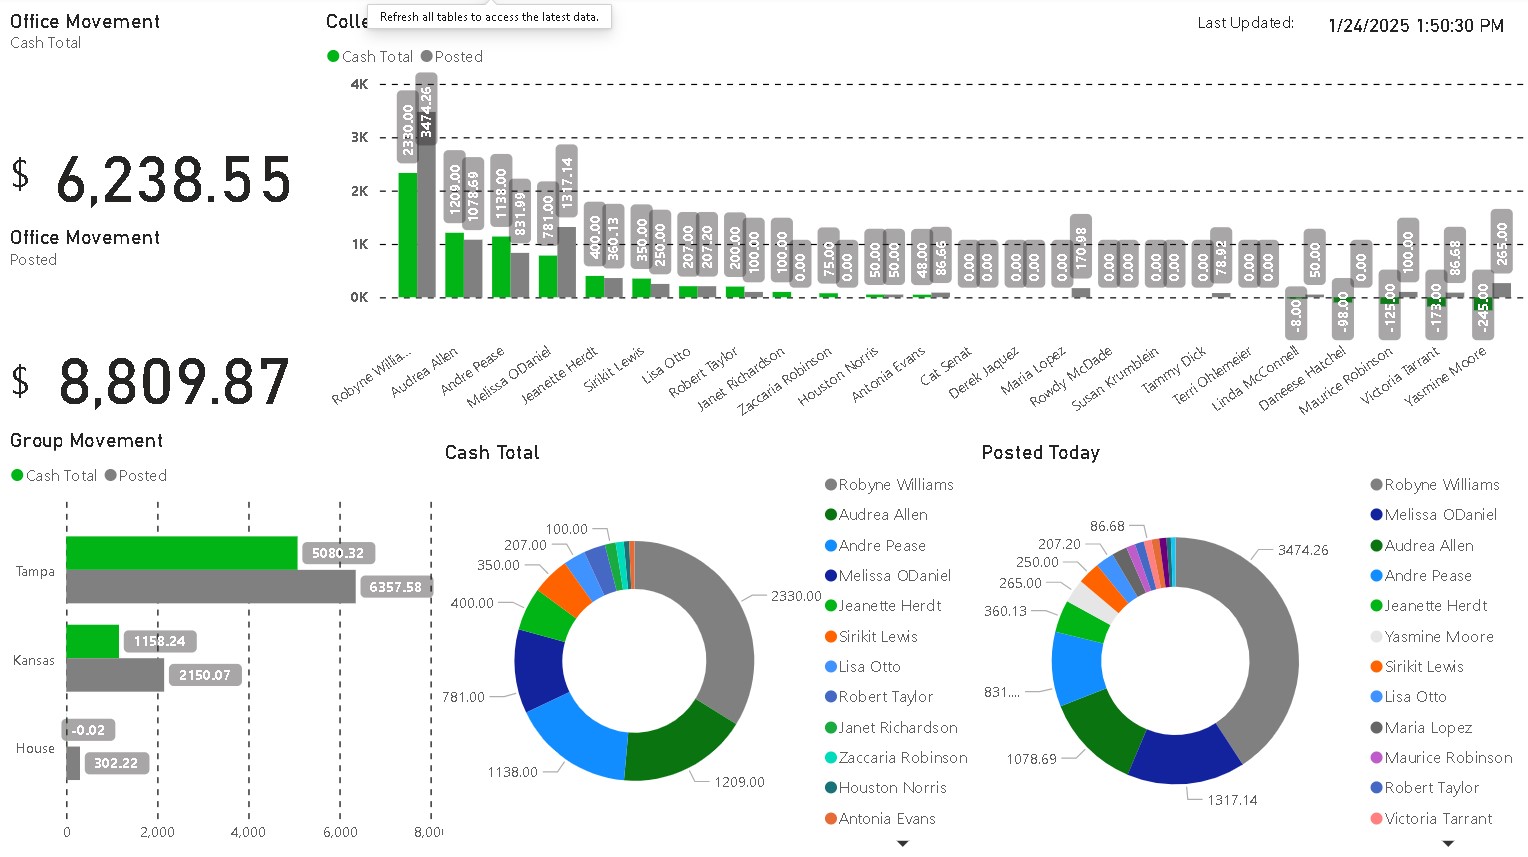 Office Movement
Cash Total
$ 6,238.55
Office Movement
Posted
$ 8,809.87
Refresh all tables to access the latest data.
Last Updated: 1/24/2025 1:50:30 PM
Cash Total Posted
4K
3K
2K
1K
0K
2330.00 3474.26 1209.00 1078.69 1138.00 831.99 781.00 1317.14 400.00 360.13 350.00 250.00 207.00 207.20 200.00 100.00 100.00 0.00 75.00 0.00 50.00 50.00 48.00 86.66 0.00 0.00 0.00 0.00 0.00 170.98 0.00 0.00 0.00 0.00 0.00 78.92 0.00 0.00 -8.00 50.00 -98.00 0.00 -125.00 100.00 -173.00 86.68 -245.00 265.00
Robyne Willia...
Audrea Allen
Andre Pease
Melissa ODaniel
Jeanette Herdt
Sirikit Lewis
Lisa Otto
Robert Taylor
Janet Richardson
Zaccaria Robinson
Houston Norris
Antonia Evans
Cat Senat
Derek Jaquez
Maria Lopez
Rowdy McDade
Susan Krumblein
Tammy Dick
Terri Ohlemeier
Linda McConnell
Daneese Hatchel
Maurice Robinson
Victoria Tarrant
Yasmine Moore
Group Movement
Cash Total Posted
Tampa
5080.32
6357.58
Kansas
1158.24
2150.07
House
-0.02
302.22
0 2,000 4,000 6,000
Cash Total
100.00
207.00
350.00
400.00
781.00
1138.00
1209.00
2330.00
Robyne Williams
Audrea Allen
Andre Pease
Melissa ODaniel
Jeanette Herdt
Sirikit Lewis
Lisa Otto
Robert Taylor
Janet Richardson
Zaccaria Robinson
Houston Norris
Antonia Evans
Posted Today
86.68
207.20
250.00
265.00
360.13
831....
1078.69
1317.14
3474.26
Robyne Williams
Melissa ODaniel
Audrea Allen
Andre Pease
Jeanette Herdt
Yasmine Moore
Sirikit Lewis
Lisa Otto
Maria Lopez
Maurice Robinson
Robert Taylor
Victoria Tarrant